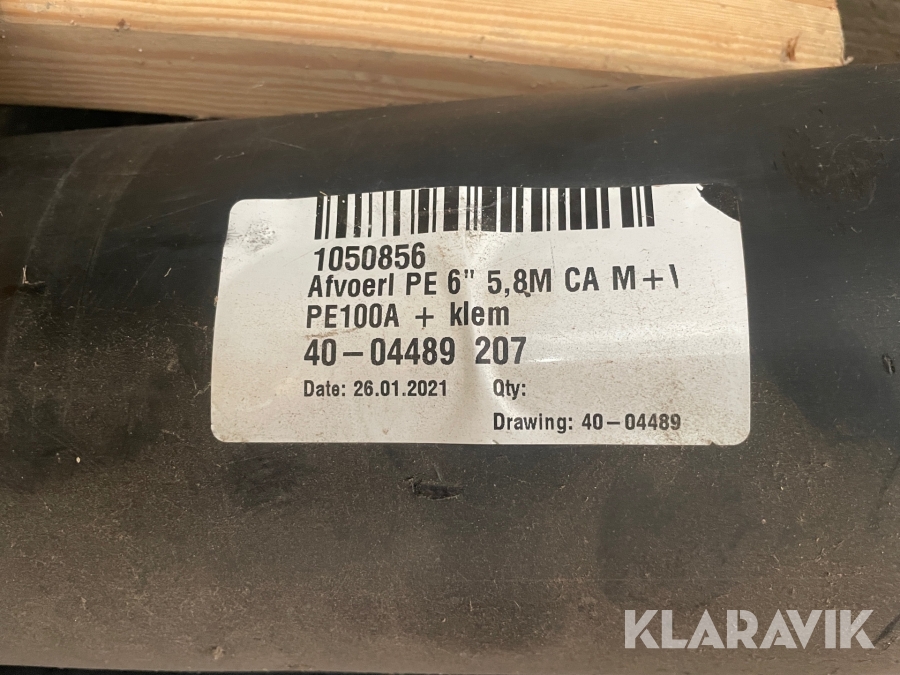 1050856
Afvoerl PE 6" 5,8M CA M+\
PE100A + klem
40-04489 207
Date: 26.01.2021 Qty:
Drawing: 40-04489
KLARAVIK